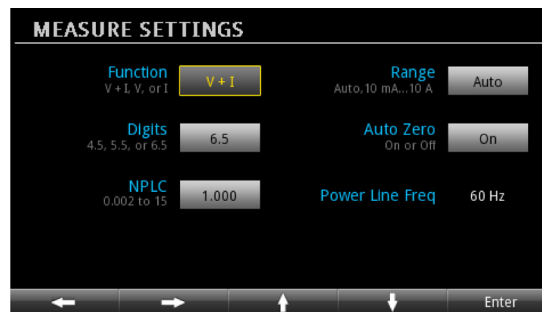 MEASURE SETTINGS
Function
V + I, V, or I
V + I
Range
Auto,10 mA...10 A
Auto
Digits
4.5, 5.5, or 6.5
6.5
Auto Zero
On or Off
On
NPLC
0.002 to 15
1.000
Power Line Freq
60 Hz
Enter